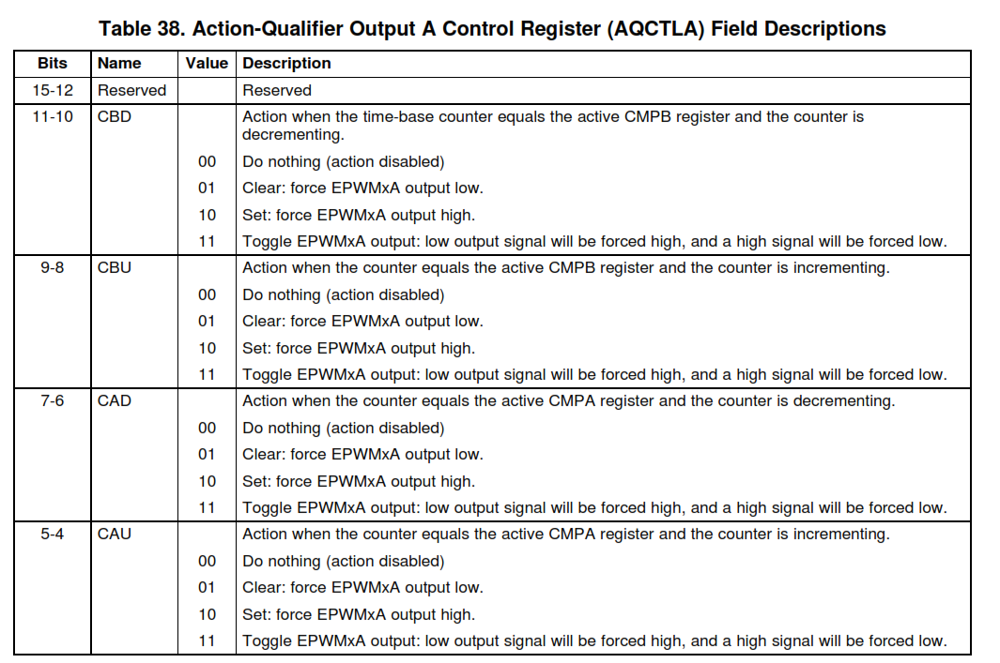 Table 38. Action-Qualifier Output A Control Register (AQCTLA) Field Descriptions
Bits Name Value Description
15-12 Reserved Reserved
11-10 CBD Action when the time-base counter equals the active CMPB register and the counter is
decrementing.
00 Do nothing (action disabled)
01 Clear: force EPWMxA output low.
10 Set: force EPWMxA output high.
11 Toggle EPWMxA output: low output signal will be forced high, and a high signal will be forced low.
9-8 CBU Action when the counter equals the active CMPB register and the counter is incrementing.
00 Do nothing (action disabled)
01 Clear: force EPWMxA output low.
10 Set: force EPWMxA output high.
11 Toggle EPWMxA output: low output signal will be forced high, and a high signal will be forced low.
7-6 CAD Action when the counter equals the active CMPA register and the counter is decrementing.
00 Do nothing (action disabled)
01 Clear: force EPWMxA output low.
10 Set: force EPWMxA output high.
11 Toggle EPWMxA output: low output signal will be forced high, and a high signal will be forced low.
5-4 CAU Action when the counter equals the active CMPA register and the counter is incrementing.
00 Do nothing (action disabled)
01 Clear: force EPWMxA output low.
10 Set: force EPWMxA output high.
11 Toggle EPWMxA output: low output signal will be forced high, and a high signal will be forced low.